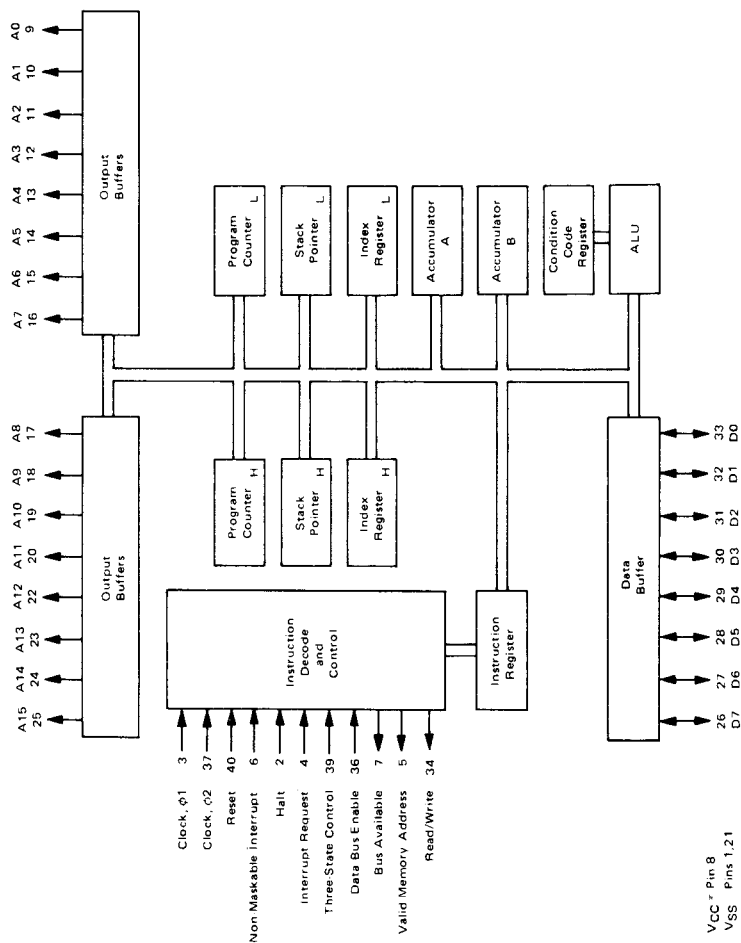 A15 A14 A13 A12 A11 A10 A9 A8 A7 A6 A5 A4 A3 A2 A1 A0
25 24 23 22 20 19 18 17 16 15 14 13 12 11 10 9
Output
Buffers
Output
Buffers
Clock, φ1 3
Clock, φ2 37
Reset 40
Non-Maskable Interrupt 6
Halt 2
Interrupt Request 4
Three-State Control 39
Data Bus Enable 36
Bus Available 7
Valid Memory Address 5
Read/Write 34
Instruction
Decode
and
Control
Program
Counter H
Program
Counter L
Stack
Pointer H
Stack
Pointer L
Index
Register H
Index
Register L
Accumulator
A
Instruction
Register
Accumulator
B
Condition
Code
Register
ALU
Data
Buffer
26 27 28 29 30 31 32 33
D7 D6 D5 D4 D3 D2 D1 D0
VCC = Pin 8
VSS Pins 1,21